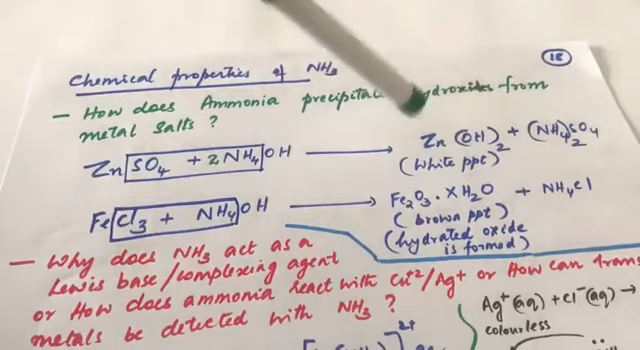 18
Chemical properties of NH3
— How does Ammonia precipitate hydroxides from
metal salts ?
ZnSO4 + 2NH4OH → Zn(OH)2 + (NH4)2SO4
(white ppt)
FeCl3 + NH4OH → Fe2O3.XH2O + NH4Cl
(brown ppt)
(hydrated oxide
is formed)
— Why does NH3 act as a
Lewis base/complexing agent
or How does ammonia react with Cu+2/Ag+ or How can tran
metals be detected with NH3 ?
Ag+(aq) + Cl-(aq) →
colourless
2+